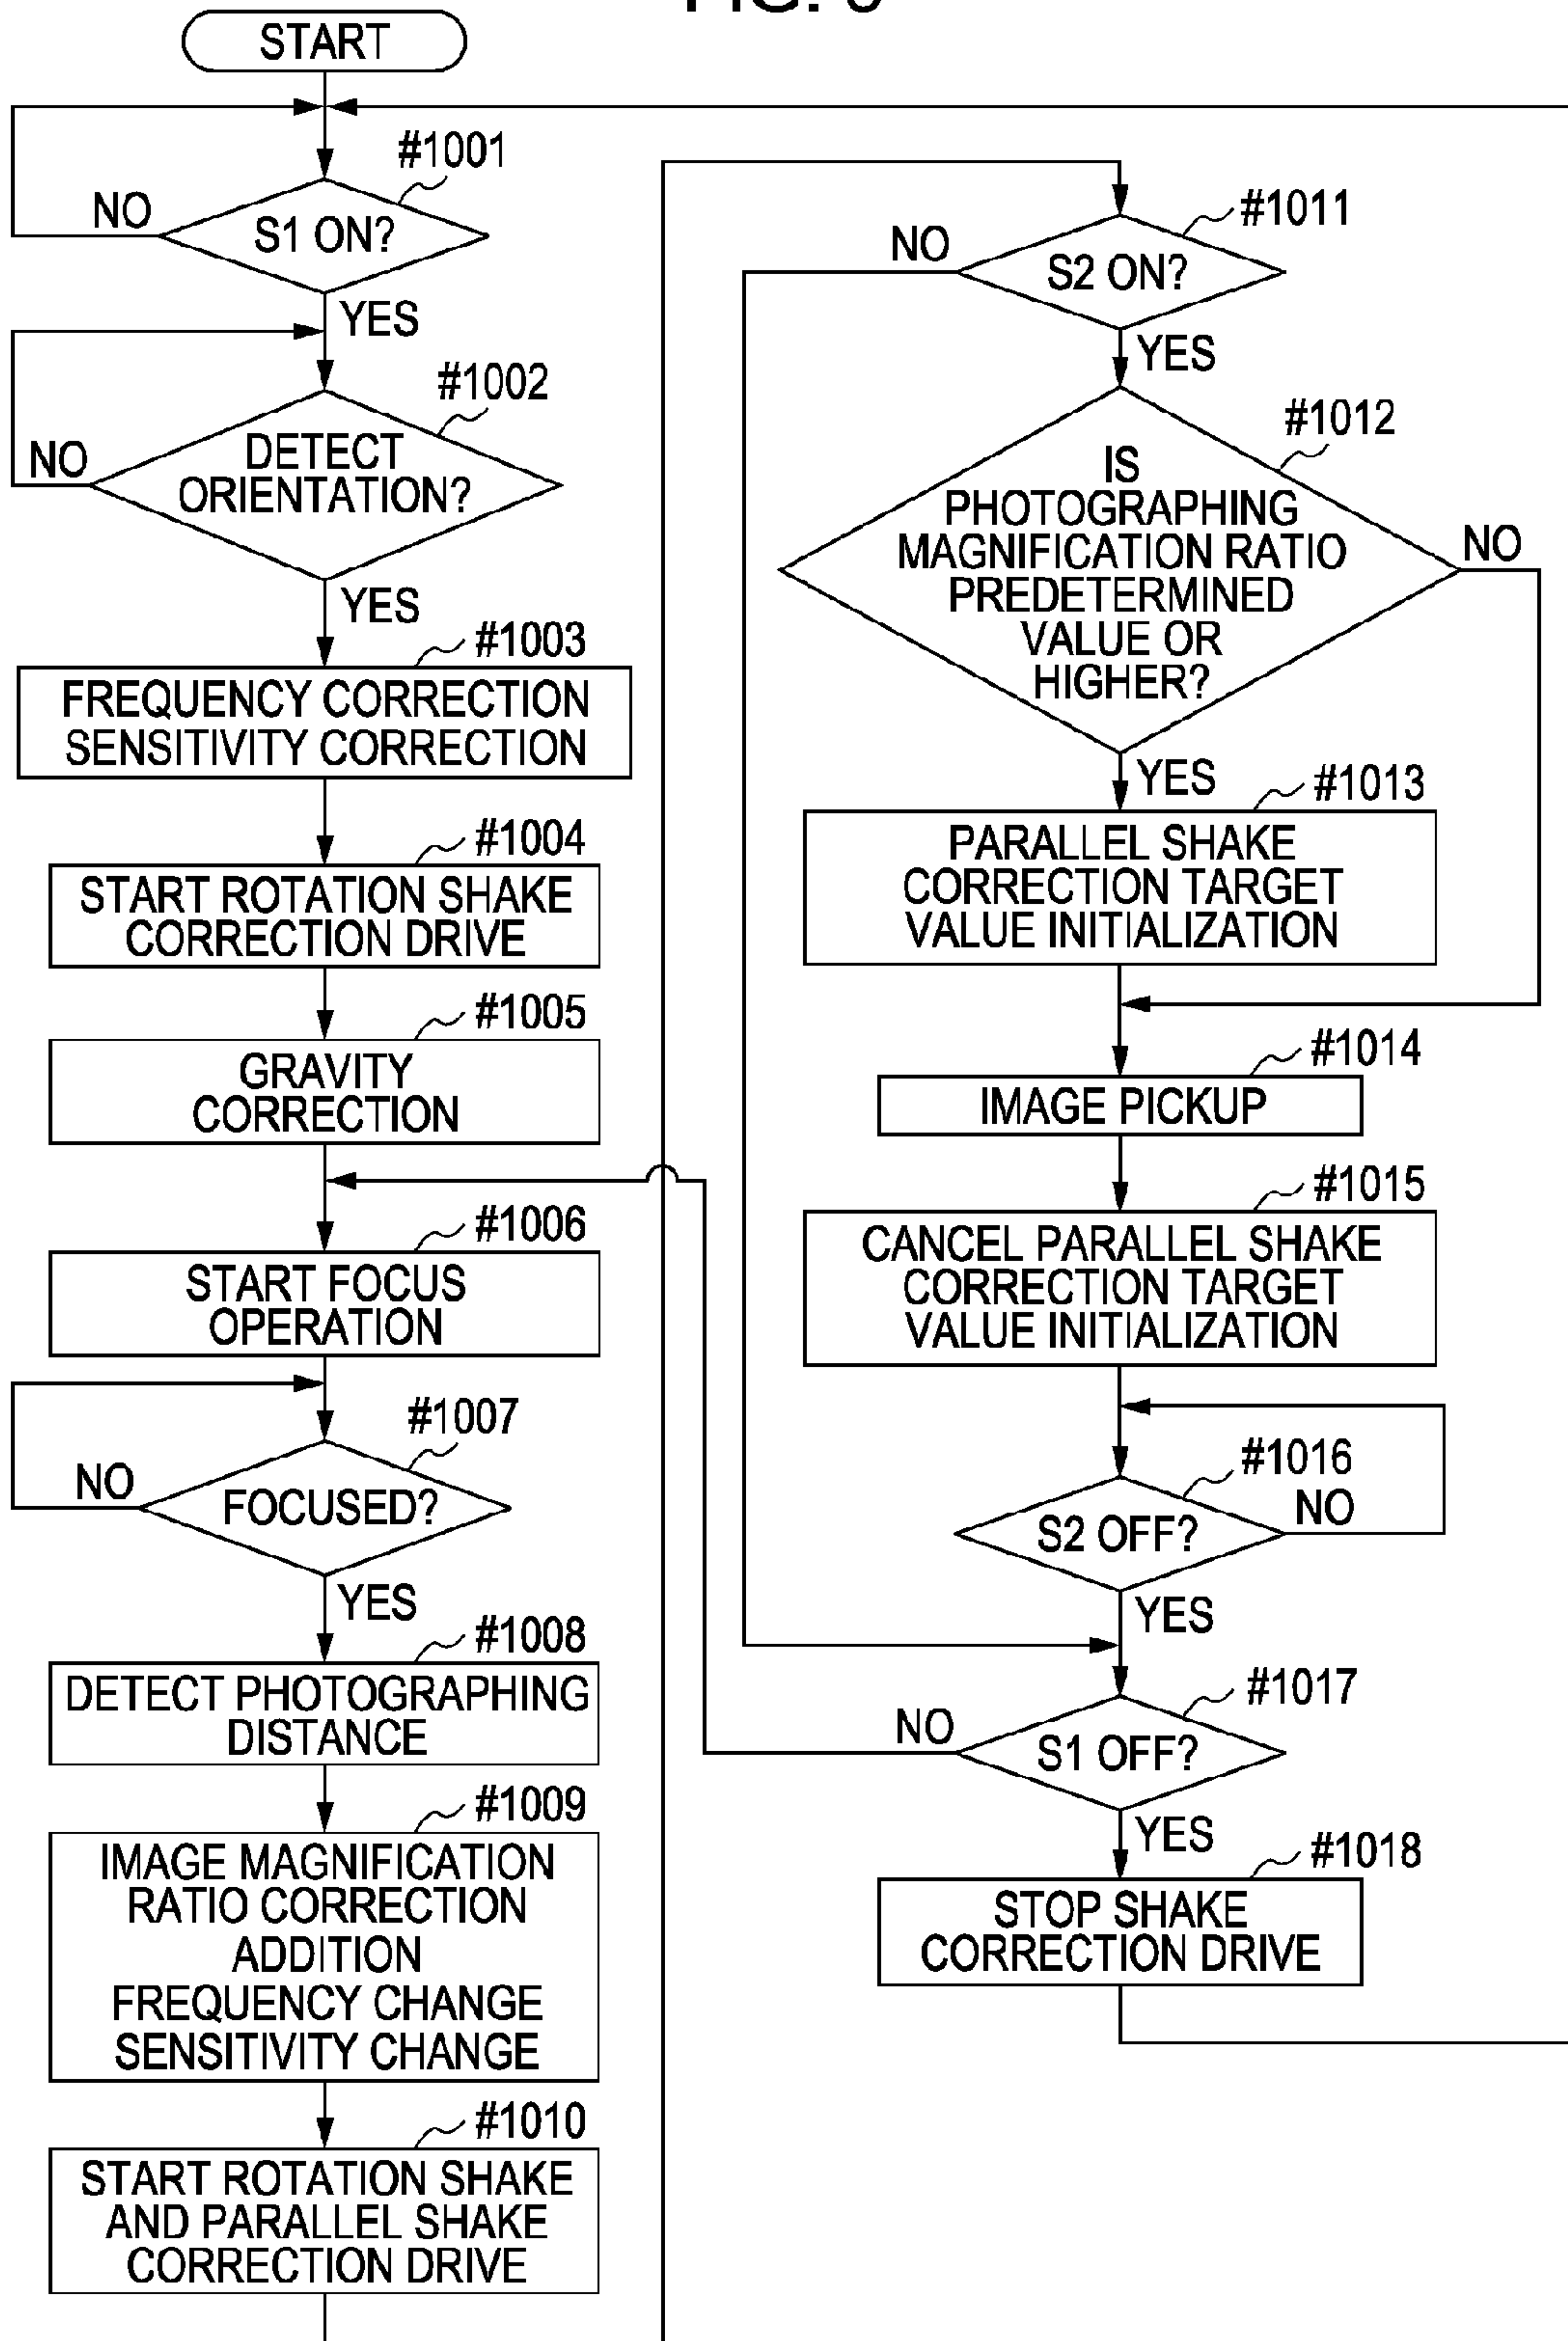 START
#1001
S1 ON?
NO
YES
#1002
DETECT
ORIENTATION?
NO
YES
#1003
FREQUENCY CORRECTION
SENSITIVITY CORRECTION
#1004
START ROTATION SHAKE
CORRECTION DRIVE
#1005
GRAVITY
CORRECTION
#1006
START FOCUS
OPERATION
#1007
FOCUSED?
NO
YES
#1008
DETECT PHOTOGRAPHING
DISTANCE
#1009
IMAGE MAGNIFICATION
RATIO CORRECTION
ADDITION
FREQUENCY CHANGE
SENSITIVITY CHANGE
#1010
START ROTATION SHAKE
AND PARALLEL SHAKE
CORRECTION DRIVE
#1011
S2 ON?
NO
YES
#1012
IS
PHOTOGRAPHING
MAGNIFICATION RATIO
PREDETERMINED
VALUE OR
HIGHER?
NO
YES
#1013
PARALLEL SHAKE
CORRECTION TARGET
VALUE INITIALIZATION
#1014
IMAGE PICKUP
#1015
CANCEL PARALLEL SHAKE
CORRECTION TARGET
VALUE INITIALIZATION
#1016
S2 OFF?
NO
YES
#1017
S1 OFF?
NO
YES
#1018
STOP SHAKE
CORRECTION DRIVE